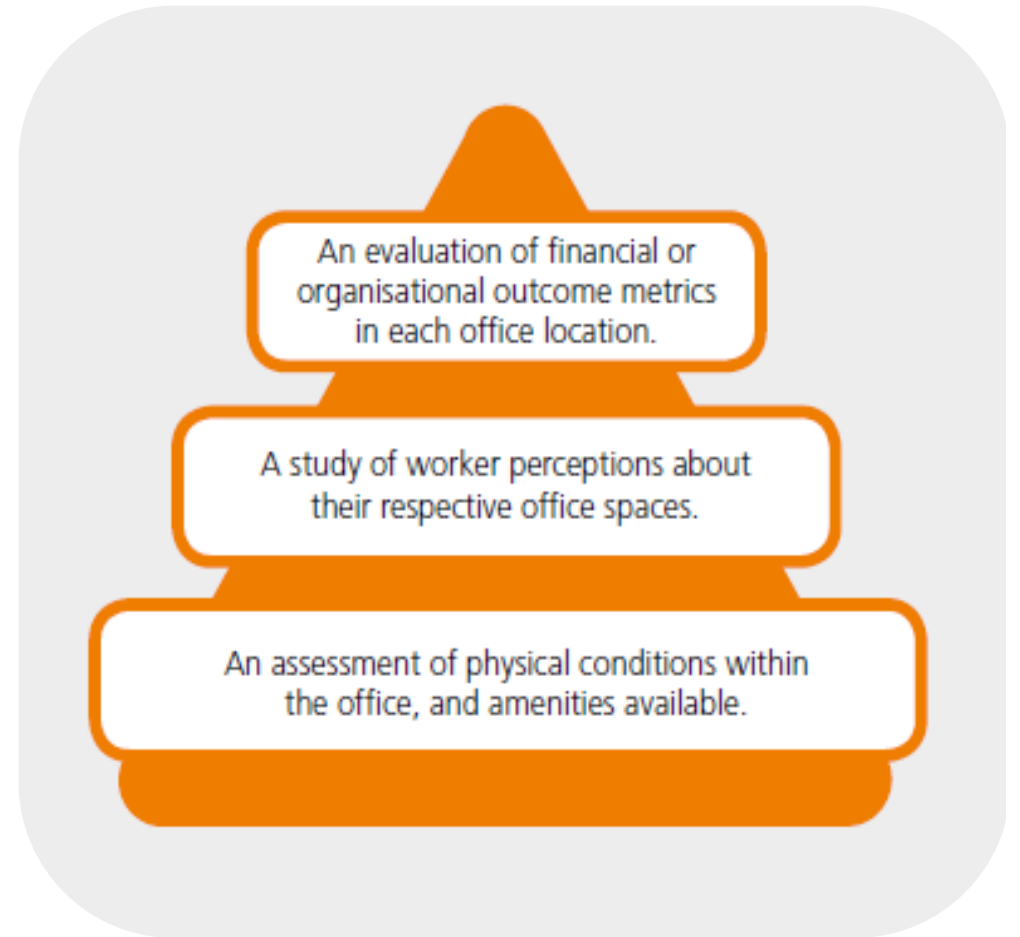 An evaluation of financial or
organisational outcome metrics
in each office location.
A study of worker perceptions about
their respective office spaces.
An assessment of physical conditions within
the office, and amenities available.